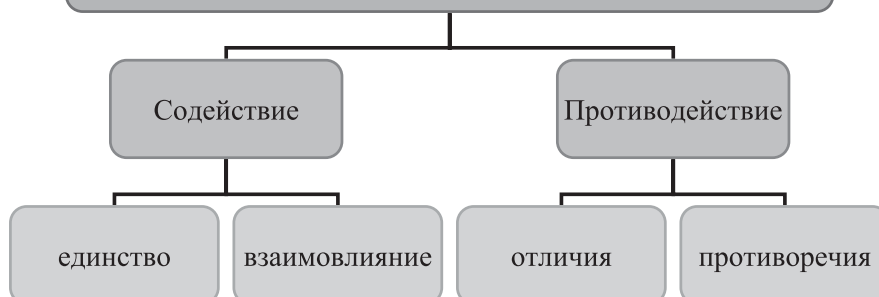 Содействие
Противодействие
единство
взаимовлияние
отличия
противоречия